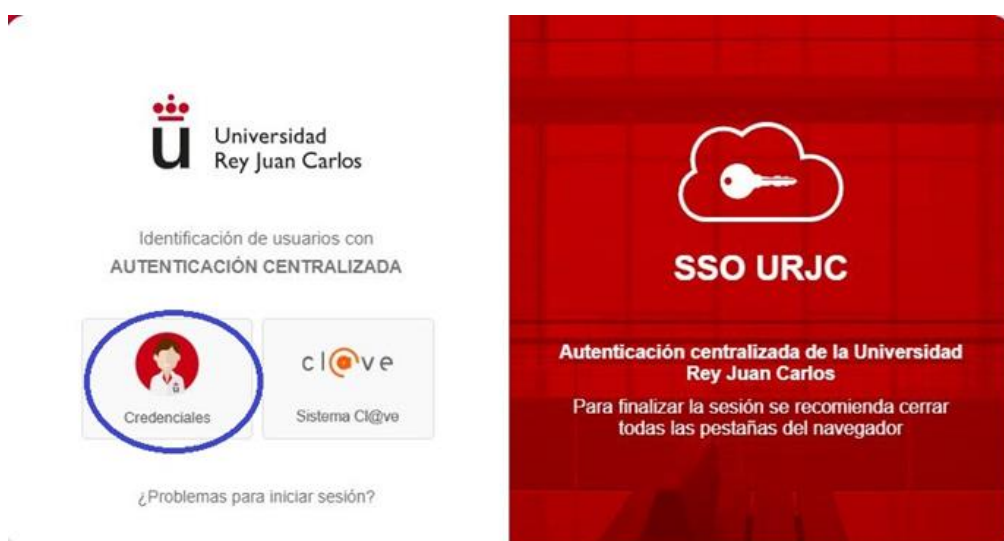 Universidad
Rey Juan Carlos
Identificación de usuarios con
AUTENTICACIÓN CENTRALIZADA
Credenciales
cl@ve
Sistema Cl@ve
¿Problemas para iniciar sesión?
SSO URJC
Autenticación centralizada de la Universidad
Rey Juan Carlos
Para finalizar la sesión se recomienda cerrar
todas las pestañas del navegador